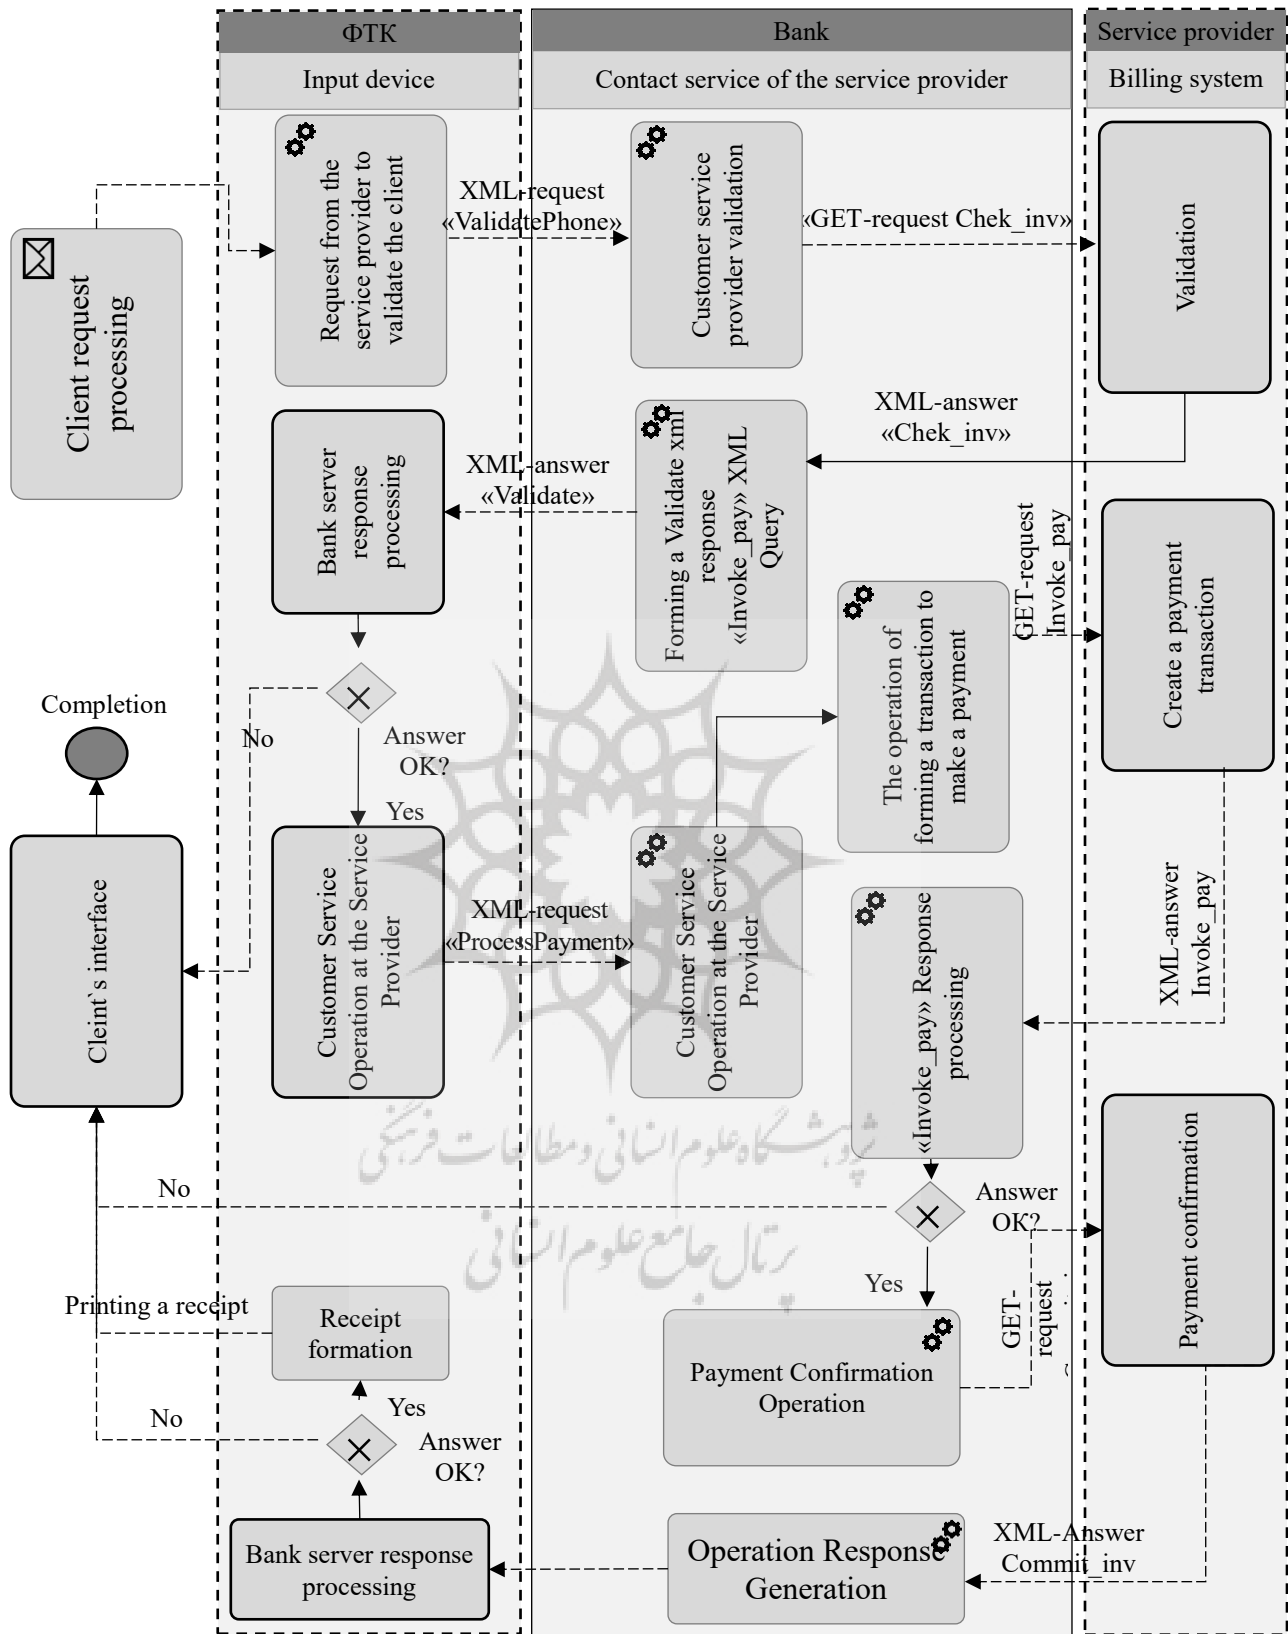 ФТК
Bank
Service provider
Input device
Contact service of the service provider
Billing system
Client request
processing
Request from the
service provider to
validate the client
XML-request
«ValidatePhone»
Customer service
provider validation
«GET-request Chek_inv»
Validation
XML-answer
«Chek_inv»
Forming a Validate xml
response
«Invoke_pay» XML
Query
XML-answer
«Validate»
Bank server
response
processing
GET-request
Invoke_pay
Create a payment
transaction
The operation of
forming a transaction to
make a payment
Completion
No
Answer
OK?
Yes
Cleint`s interface
Customer Service
Operation at the Service
Provider
XML-request
«ProcessPayment»
Customer Service
Operation at the Service
Provider
«Invoke_pay» Response
processing
XML-answer
Invoke_pay
پژوهشگاه علوم انسانی و مطالعات فرهنگی
پرتال جامع علوم انسانی
No
Answer
OK?
Yes
GET-
request
Payment confirmation
Printing a receipt
Receipt
formation
Payment Confirmation
Operation
No
Yes
Answer
OK?
Bank server response
processing
Operation Response
Generation
XML-Answer
Commit_inv